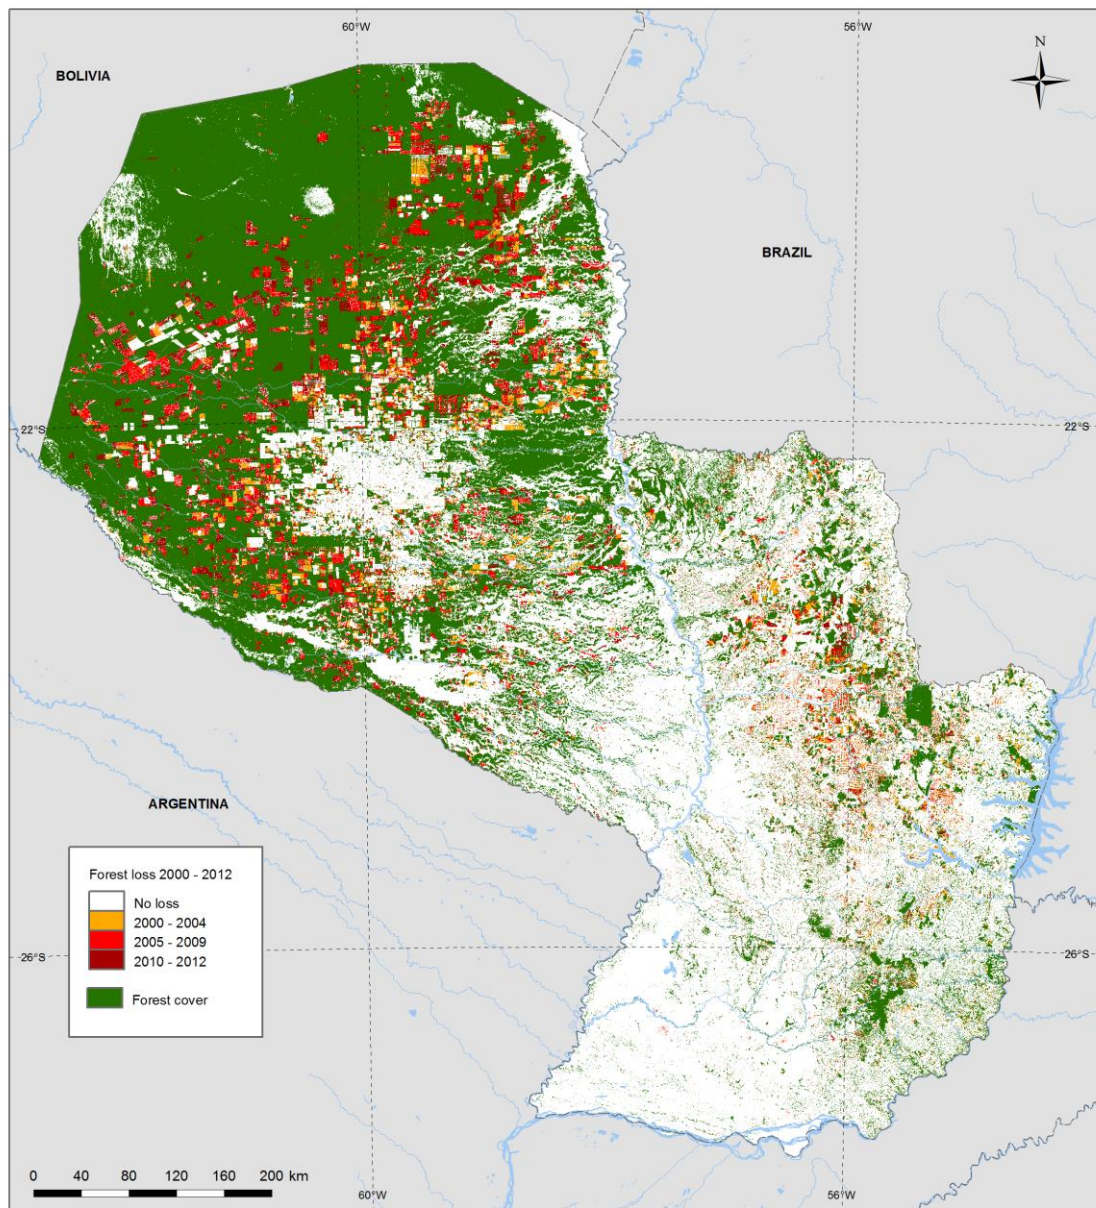 60°W
56°W
N
BOLIVIA
BRAZIL
22°S
22°S
ARGENTINA
Forest loss 2000 - 2012
No loss
2000 - 2004
2005 - 2009
2010 - 2012
Forest cover
26°S
26°S
0 40 80 120 160 200 km
60°W
56°W